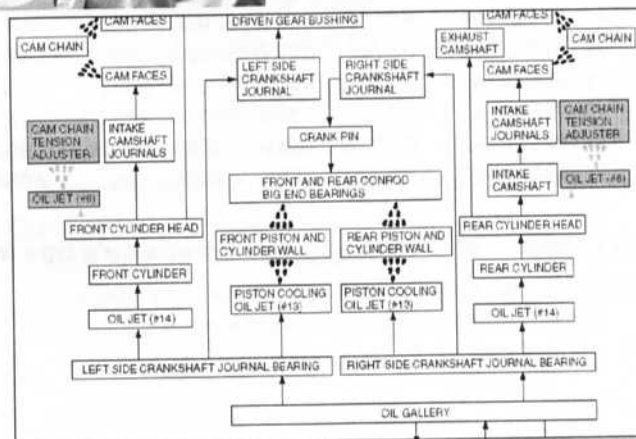 CAM FACES
DRIVEN GEAR BUSHING
CAM FACES
CAM CHAIN
EXHAUST
CAMSHAFT
CAM CHAIN
CAM FACES
LEFT SIDE
CRANKSHAFT
JOURNAL
RIGHT SIDE
CRANKSHAFT
JOURNAL
CAM FACES
CAM CHAIN
TENSION
ADJUSTER
INTAKE
CAMSHAFT
JOURNALS
CRANK PIN
INTAKE
CAMSHAFT
JOURNALS
CAM CHAIN
TENSION
ADJUSTER
OIL JET (#6)
FRONT AND REAR CONROD
BIG END BEARINGS
INTAKE
CAMSHAFT
OIL JET (#6)
FRONT CYLINDER HEAD
FRONT PISTON AND
CYLINDER WALL
REAR PISTON AND
CYLINDER WALL
REAR CYLINDER HEAD
FRONT CYLINDER
PISTON COOLING
OIL JET (#13)
PISTON COOLING
OIL JET (#13)
REAR CYLINDER
OIL JET (#14)
OIL JET (#14)
LEFT SIDE CRANKSHAFT JOURNAL BEARING
RIGHT SIDE CRANKSHAFT JOURNAL BEARING
OIL GALLERY